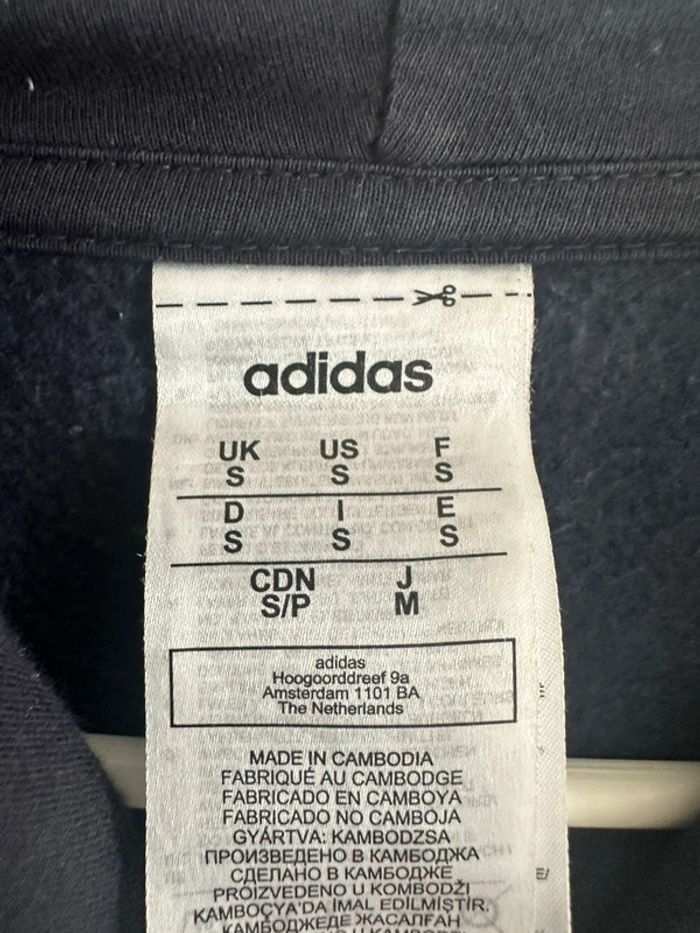 adidas
UK US F
S S S
D I E
S S S
CDN J
S/P M
adidas
Hoogoorddreef 9a
Amsterdam 1101 BA
The Netherlands
MADE IN CAMBODIA
FABRIQUÉ AU CAMBODGE
FABRICADO EN CAMBOYA
FABRICADO NO CAMBOJA
GYÁRTVA: KAMBODZSA
ПРОИЗВЕДЕНО В КАМБОДЖА
СДЕЛАНО В КАМБОДЖЕ
PROIZVEDENO U KOMBODŽI
KAMBOÇYA'DA İMAL EDİLMİŞTİR.
КАМБОДЖЕДЕ ЖАСАЛҒАН